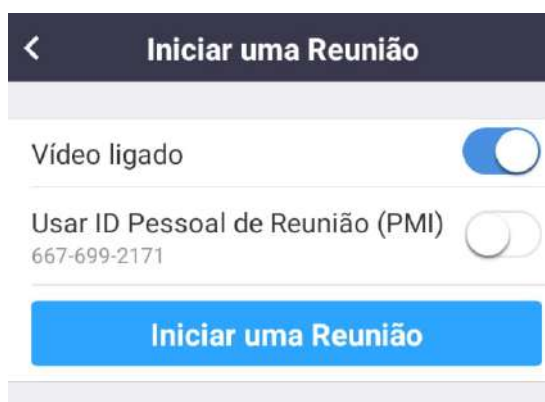 Iniciar uma Reunião
Vídeo ligado
Usar ID Pessoal de Reunião (PMI)
667-699-2171
Iniciar uma Reunião